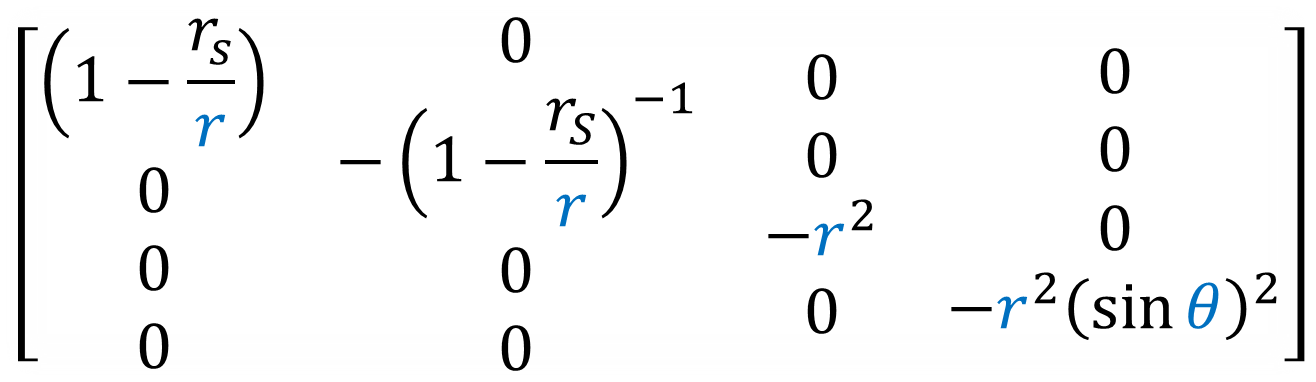 [(1 − r_s/r) 0 0 0
0 −(1 − r_S/r)^−1 0 0
0 0 −r^2 0
0 0 0 −r^2(sin θ)^2]